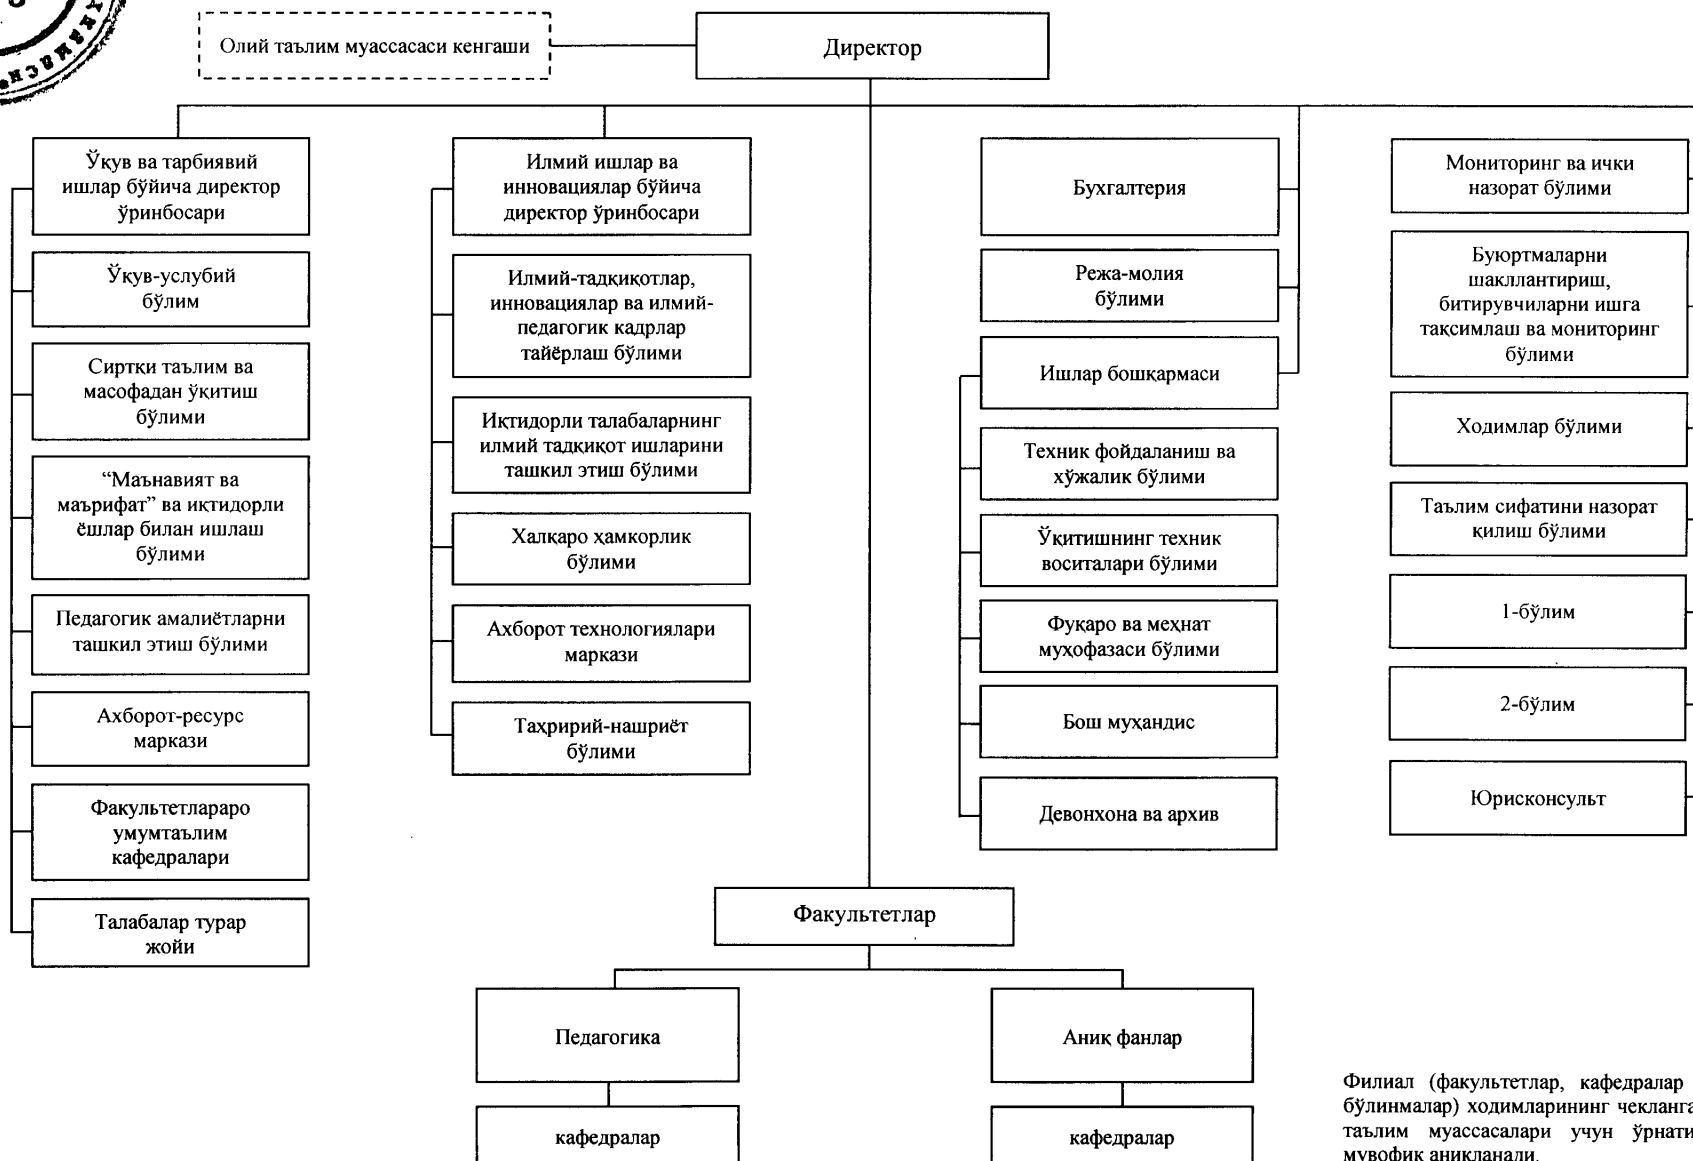 Олий таълим муассасаси кенгаши
Директор
Ўқув ва тарбиявий
ишлар бўйича директор
ўринбосари
Ўқув-услубий
бўлим
Сиртқи таълим ва
масофадан ўқитиш
бўлими
“Маънавият ва
маърифат” ва иқтидорли
ёшлар билан ишлаш
бўлими
Педагогик амалиётларни
ташкил этиш бўлими
Ахборот-ресурс
маркази
Факультетлараро
умумтаълим
кафедралари
Талабалар турар
жойи
Илмий ишлар ва
инновациялар бўйича
директор ўринбосари
Илмий-тадқиқотлар,
инновациялар ва илмий-
педагогик кадрлар
тайёрлаш бўлими
Иқтидорли талабаларнинг
илмий тадқиқот ишларини
ташкил этиш бўлими
Халқаро ҳамкорлик
бўлими
Ахборот технологиялари
маркази
Таҳририй-нашриёт
бўлими
Бухгалтерия
Режа-молия
бўлими
Ишлар бошқармаси
Техник фойдаланиш ва
хўжалик бўлими
Ўқитишнинг техник
воситалари бўлими
Фуқаро ва меҳнат
муҳофазаси бўлими
Бош муҳандис
Девонхона ва архив
Мониторинг ва ички
назорат бўлими
Буюртмаларни
шакллантириш,
битирувчиларни ишга
тақсимлаш ва мониторинг
бўлими
Ходимлар бўлими
Таълим сифатини назорат
қилиш бўлими
1-бўлим
2-бўлим
Юрисконсульт
Факультетлар
Педагогика
Аниқ фанлар
кафедралар
кафедралар
Филиал (факультетлар, кафедралар
бўлинмалар) ходимларининг чекланга
таълим муассасалари учун ўрнати
мувофиқ аниқланади.